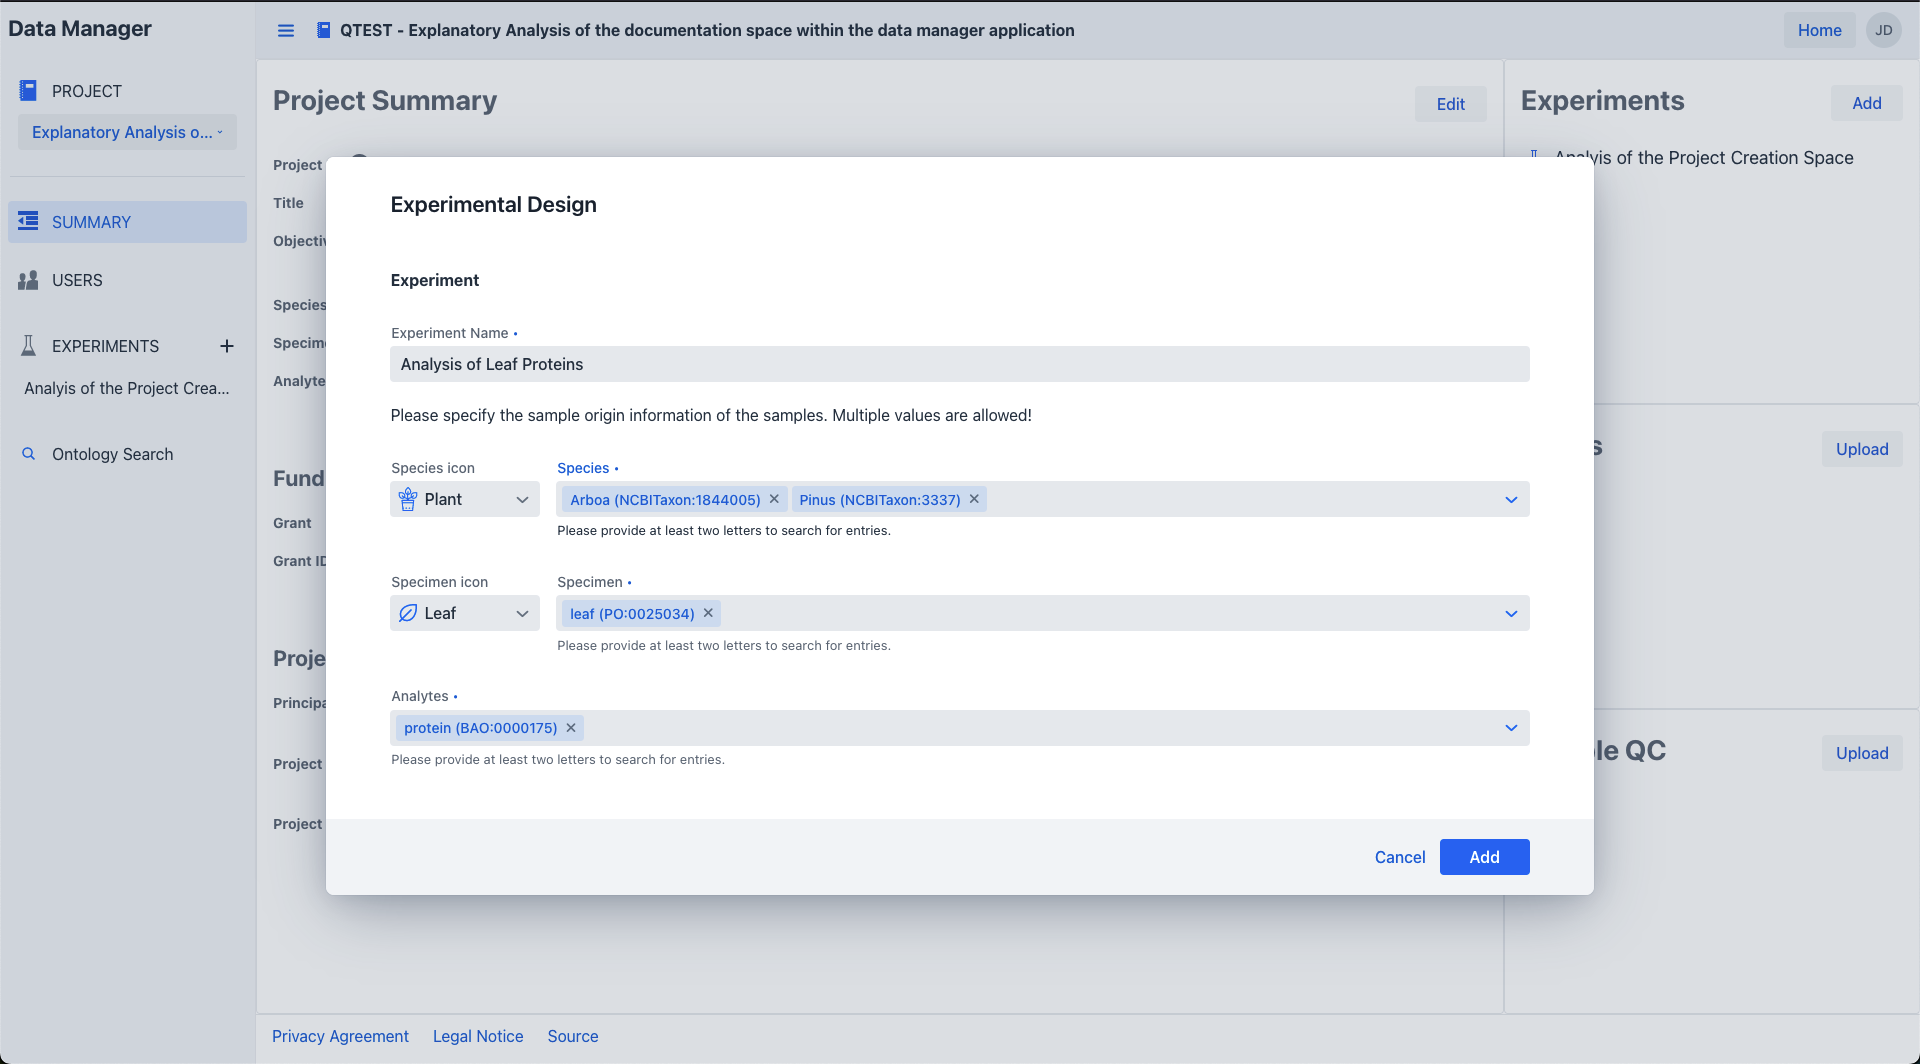 Data Manager
QTEST - Explanatory Analysis of the documentation space within the data manager application
Home
JD
PROJECT
Explanatory Analysis o...
SUMMARY
USERS
EXPERIMENTS
Analyis of the Project Crea...
Ontology Search
Project Summary
Edit
Experiments
Add
Analyis of the Project Creation Space
Project
Title
Objectiv
Species
Specim
Analyte
Fund
Grant
Grant ID
Proje
Principa
Project
Project
Experimental Design
Experiment
Experiment Name •
Analysis of Leaf Proteins
Please specify the sample origin information of the samples. Multiple values are allowed!
Species icon
Species •
Plant
Arboa (NCBITaxon:1844005)
Pinus (NCBITaxon:3337)
Please provide at least two letters to search for entries.
Specimen icon
Specimen •
Leaf
leaf (PO:0025034)
Please provide at least two letters to search for entries.
Analytes •
protein (BAO:0000175)
Please provide at least two letters to search for entries.
Cancel
Add
s
Upload
le QC
Upload
Privacy Agreement
Legal Notice
Source